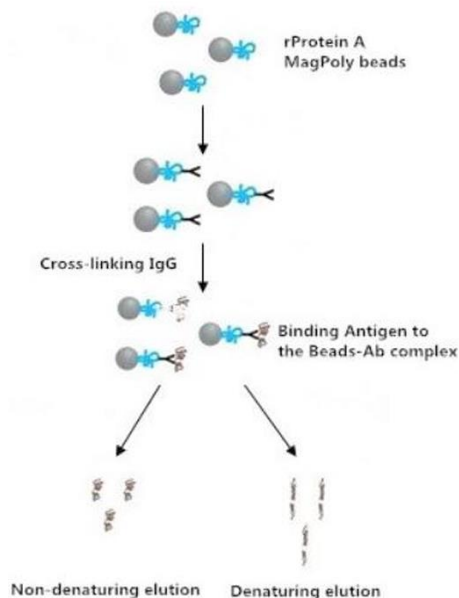 rProtein A
MagPoly beads
Cross-linking IgG
Binding Antigen to
the Beads-Ab complex
Non-denaturing elution
Denaturing elution